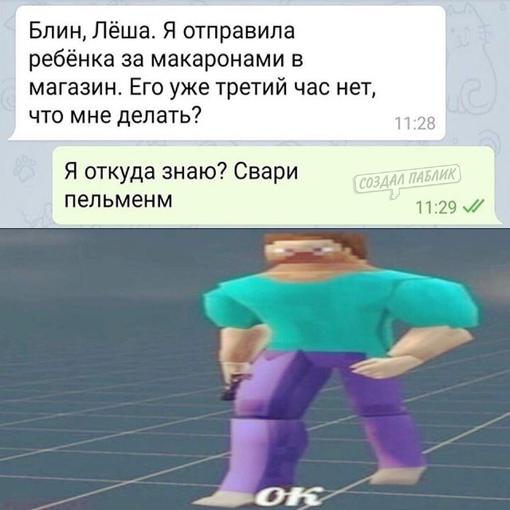 Блин, Лёша. Я отправила
ребёнка за макаронами в
магазин. Его уже третий час нет,
что мне делать?
11:28
Я откуда знаю? Свари
пельменм
СОЗДАЛ ПАБЛИК
11:29
ок